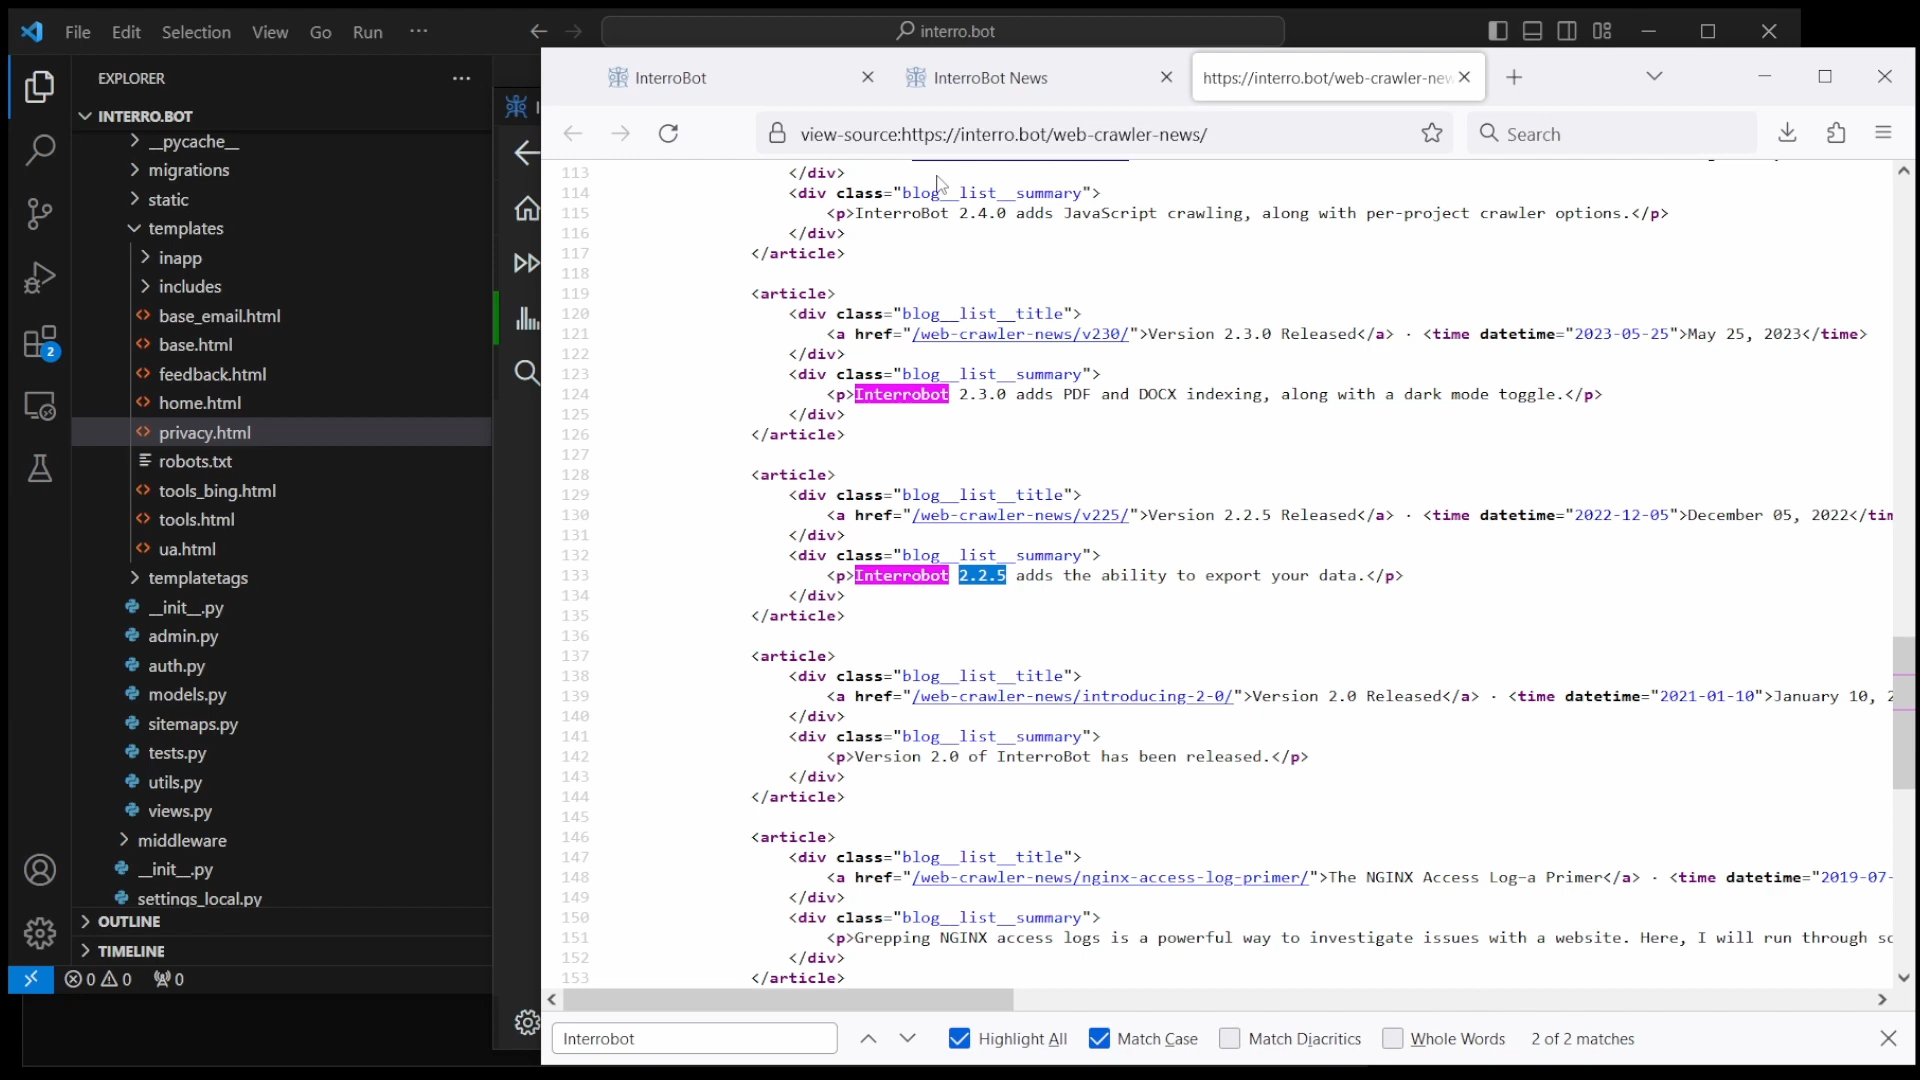 File Edit Selection View Go Run ···
interro.bot
EXPLORER
INTERRO.BOT
__pycache__
migrations
static
templates
inapp
includes
base_email.html
base.html
feedback.html
home.html
privacy.html
robots.txt
tools_bing.html
tools.html
ua.html
templatetags
__init__.py
admin.py
auth.py
models.py
sitemaps.py
tests.py
utils.py
views.py
middleware
__init__.py
settings_local.py
OUTLINE
TIMELINE
2
0 0 0
InterroBot
InterroBot News
https://interro.bot/web-crawler-new
view-source:https://interro.bot/web-crawler-news/
Search
113 </div>
114 <div class="blog__list__summary">
115 <p>InterroBot 2.4.0 adds JavaScript crawling, along with per-project crawler options.</p>
116 </div>
117 </article>
118
119 <article>
120 <div class="blog__list__title">
121 <a href="/web-crawler-news/v230/">Version 2.3.0 Released</a> · <time datetime="2023-05-25">May 25, 2023</time>
122 </div>
123 <div class="blog__list__summary">
124 <p>Interrobot 2.3.0 adds PDF and DOCX indexing, along with a dark mode toggle.</p>
125 </div>
126 </article>
127
128 <article>
129 <div class="blog__list__title">
130 <a href="/web-crawler-news/v225/">Version 2.2.5 Released</a> · <time datetime="2022-12-05">December 05, 2022</tim
131 </div>
132 <div class="blog__list__summary">
133 <p>Interrobot 2.2.5 adds the ability to export your data.</p>
134 </div>
135 </article>
136
137 <article>
138 <div class="blog__list__title">
139 <a href="/web-crawler-news/introducing-2-0/">Version 2.0 Released</a> · <time datetime="2021-01-10">January 10, 2
140 </div>
141 <div class="blog__list__summary">
142 <p>Version 2.0 of InterroBot has been released.</p>
143 </div>
144 </article>
145
146 <article>
147 <div class="blog__list__title">
148 <a href="/web-crawler-news/nginx-access-log-primer/">The NGINX Access Log—a Primer</a> · <time datetime="2019-07-
149 </div>
150 <div class="blog__list__summary">
151 <p>Grepping NGINX access logs is a powerful way to investigate issues with a website. Here, I will run through sc
152 </div>
153 </article>
Interrobot
Highlight All
Match Case
Match Diacritics
Whole Words
2 of 2 matches